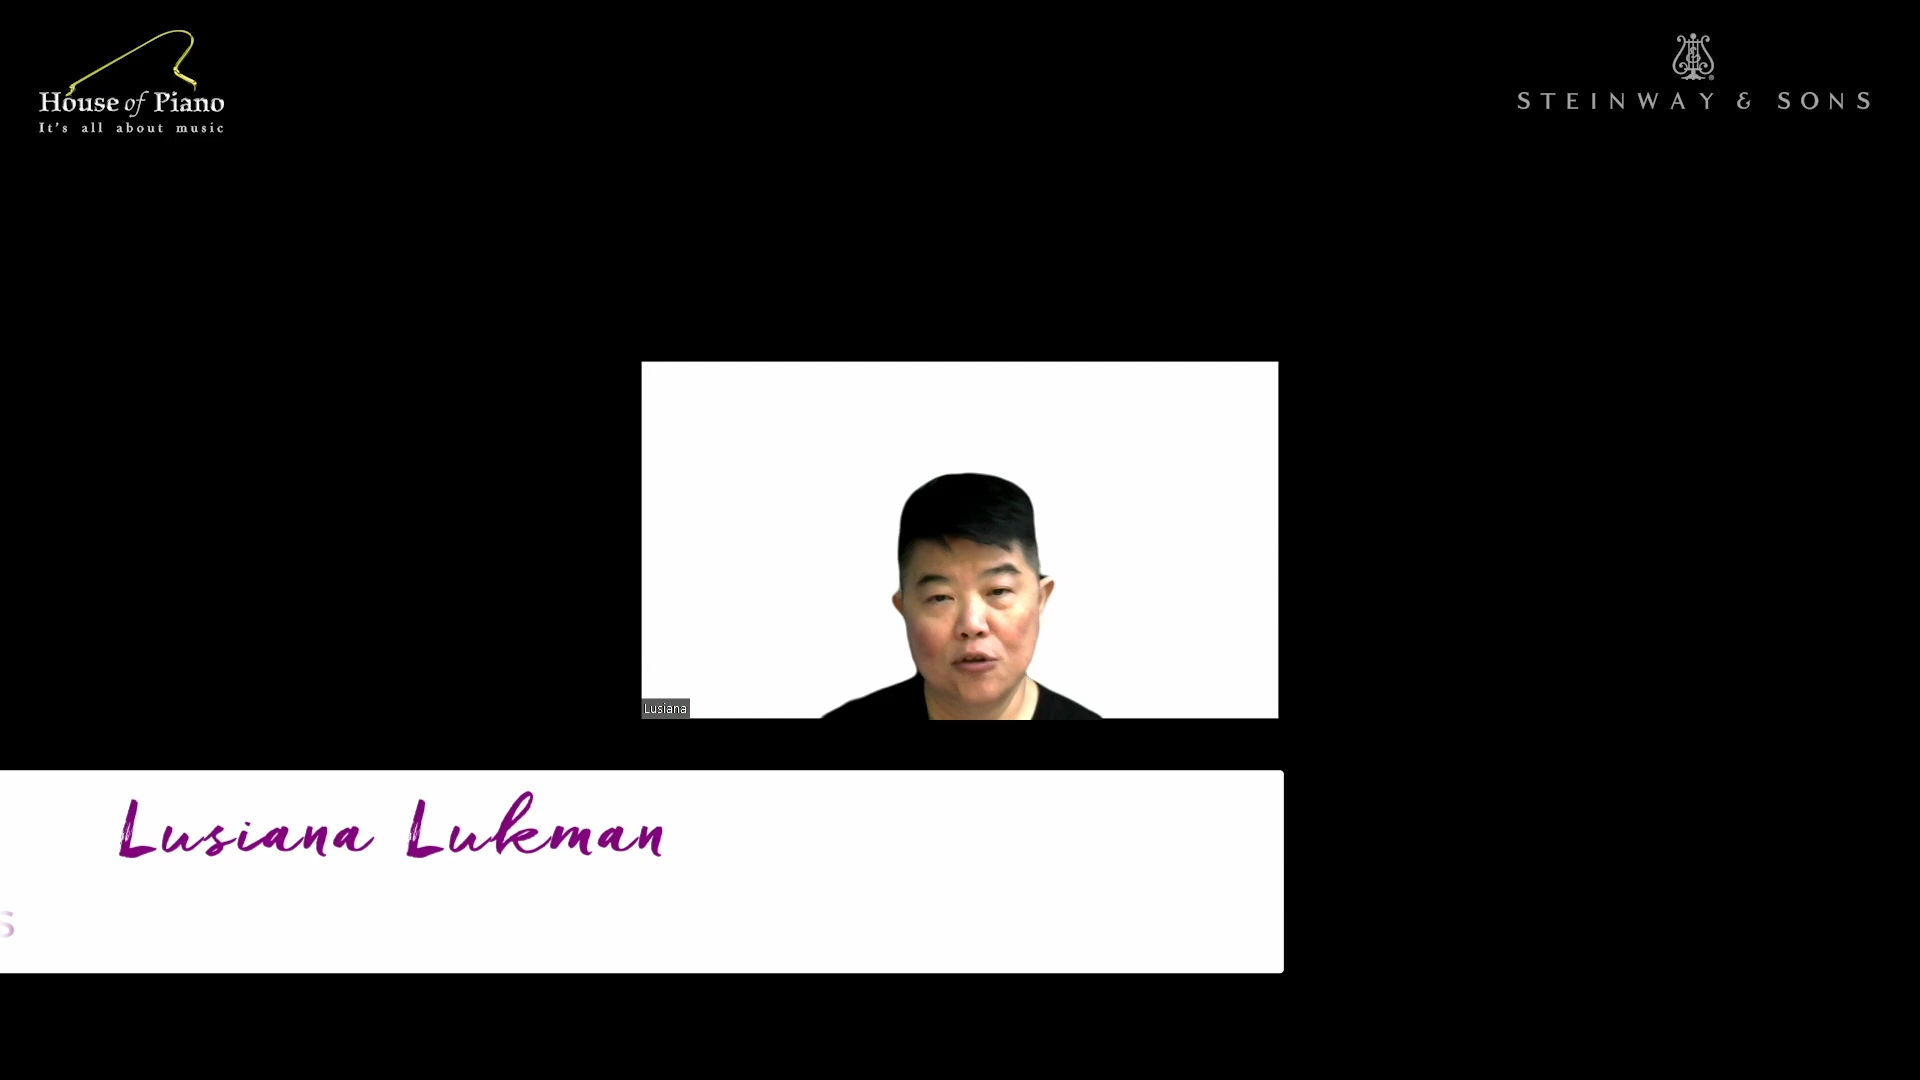 House of Piano
It's all about music
STEINWAY & SONS
Lusiana
Lusiana Lukman
s